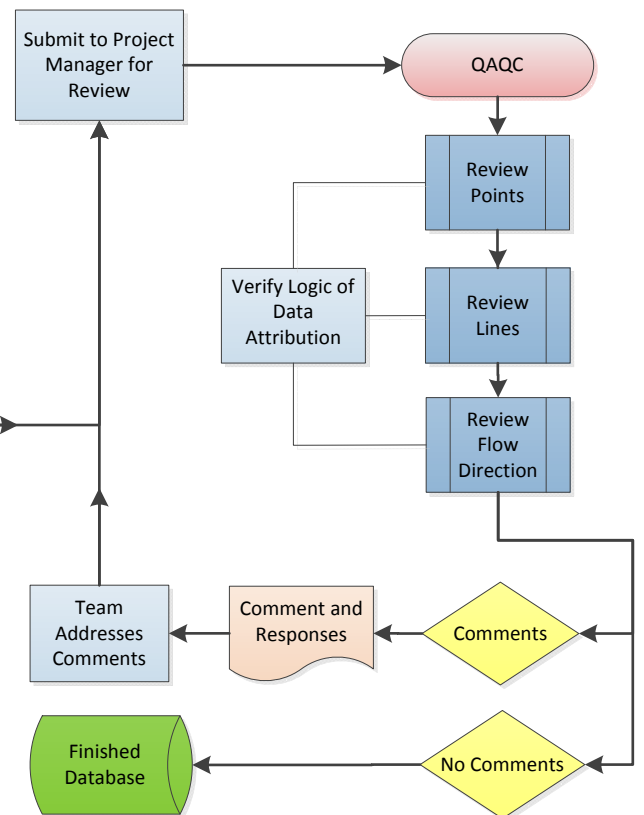 Submit to Project
Manager for
Review
QAQC
Review
Points
Verify Logic of
Data
Attribution
Review
Lines
Review
Flow
Direction
Team
Addresses
Comments
Comment and
Responses
Comments
Finished
Database
No Comments